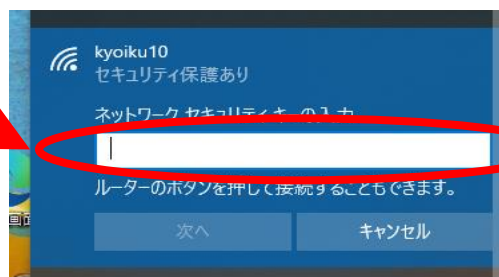 kyoiku10
セキュリティ保護あり
ネットワーク セキュリティ キーの入力
ルーターのボタンを押して接続することもできます。
次へ
キャンセル
画面